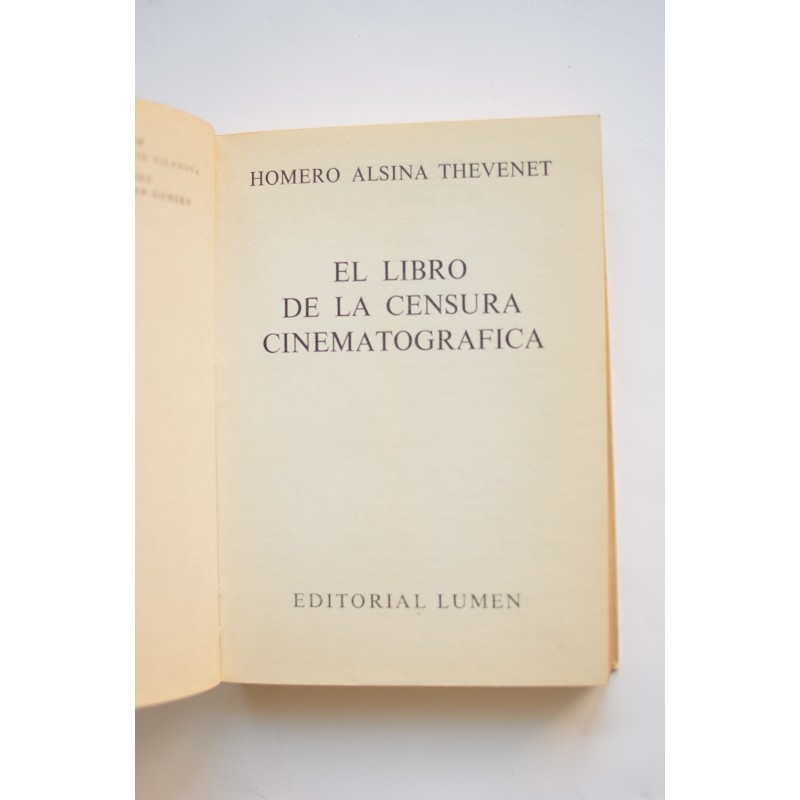 HOMERO ALSINA THEVENET
EL LIBRO
DE LA CENSURA
CINEMATOGRAFICA
EDITORIAL LUMEN